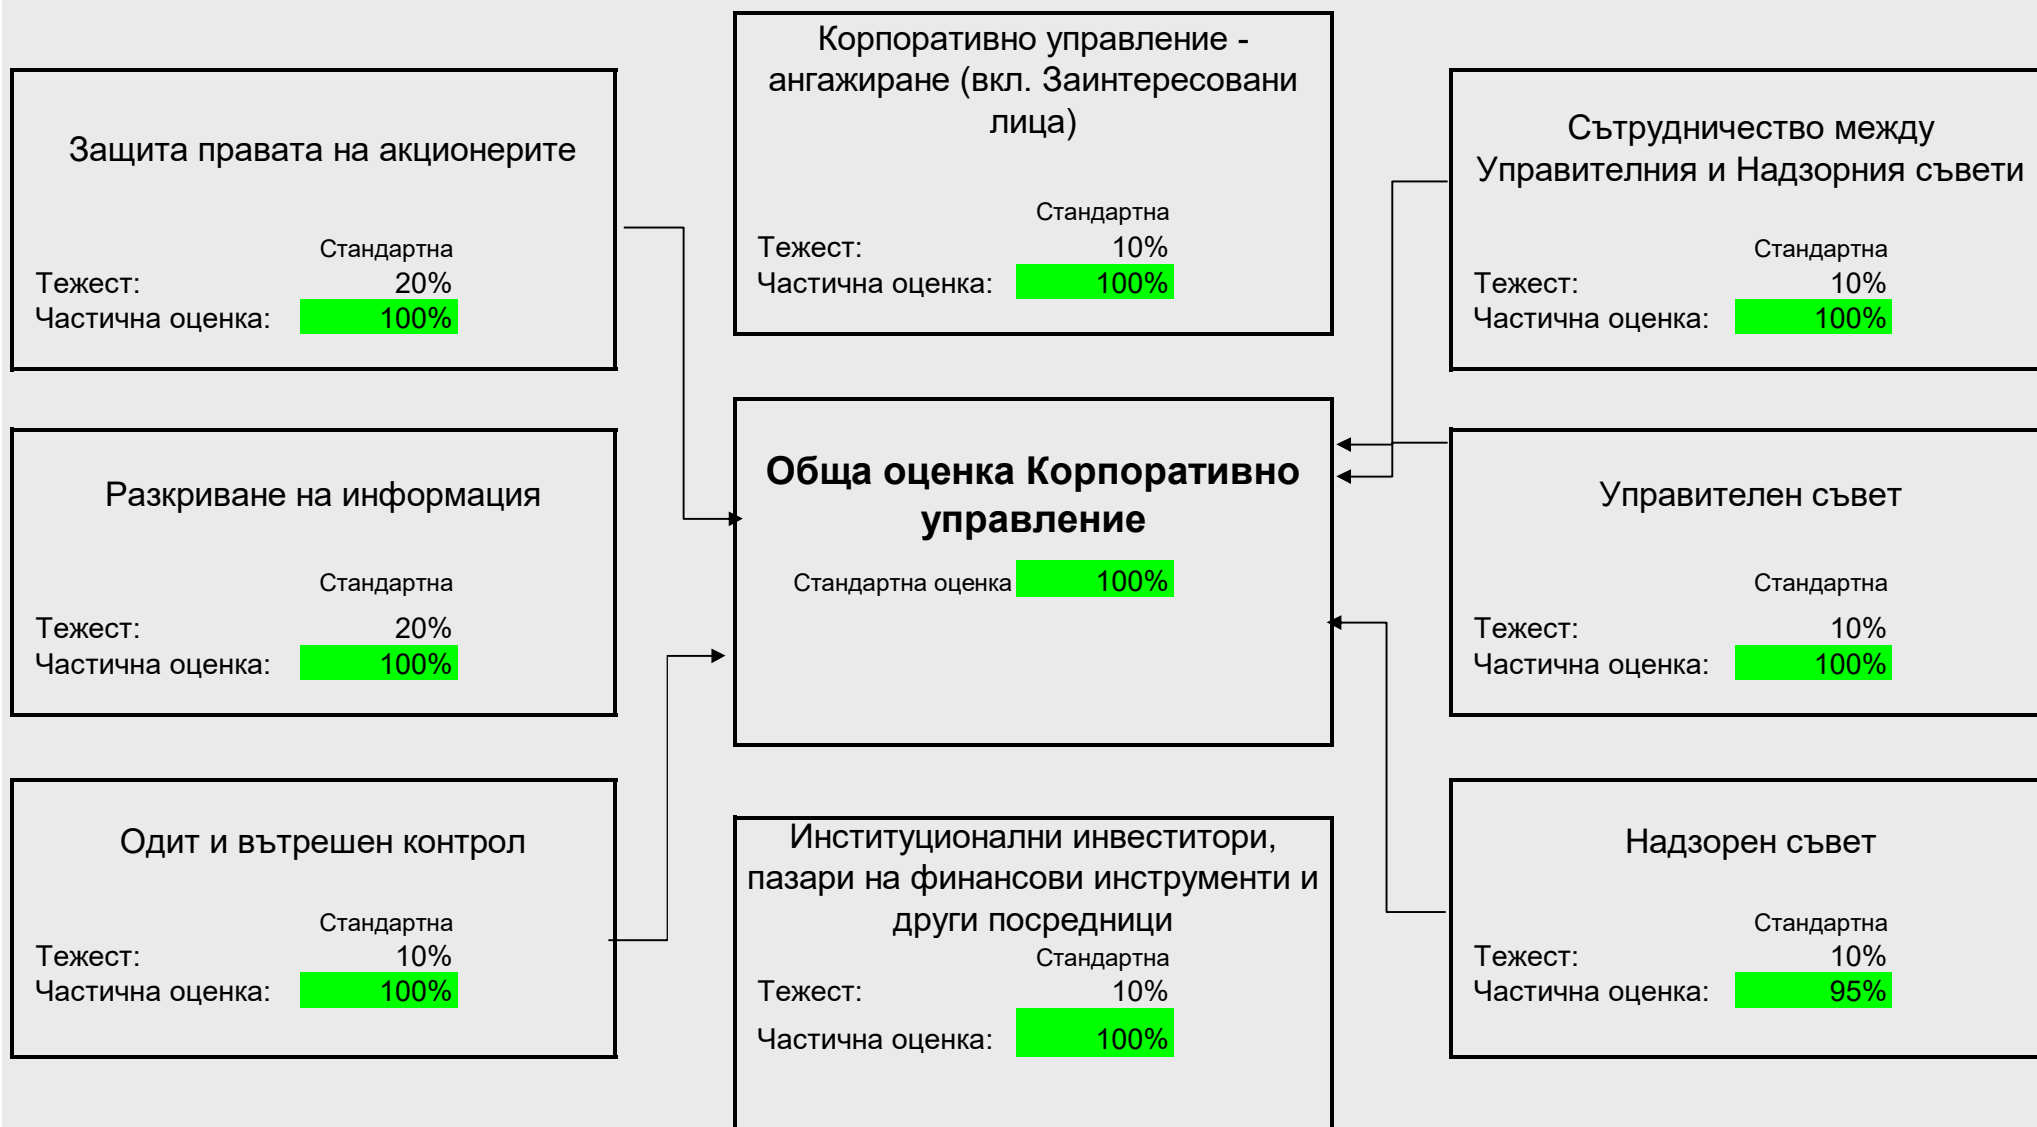 Корпоративно управление -
ангажиране (вкл. Заинтересовани
лица)
Стандартна
Тежест: 10%
Частична оценка: 100%
Защита правата на акционерите
Стандартна
Тежест: 20%
Частична оценка: 100%
Сътрудничество между
Управителния и Надзорния съвети
Стандартна
Тежест: 10%
Частична оценка: 100%
Разкриване на информация
Стандартна
Тежест: 20%
Частична оценка: 100%
Обща оценка Корпоративно
управление
Стандартна оценка 100%
Управителен съвет
Стандартна
Тежест: 10%
Частична оценка: 100%
Одит и вътрешен контрол
Стандартна
Тежест: 10%
Частична оценка: 100%
Институционални инвеститори,
пазари на финансови инструменти и
други посредници
Стандартна
Тежест: 10%
Частична оценка: 100%
Надзорен съвет
Стандартна
Тежест: 10%
Частична оценка: 95%